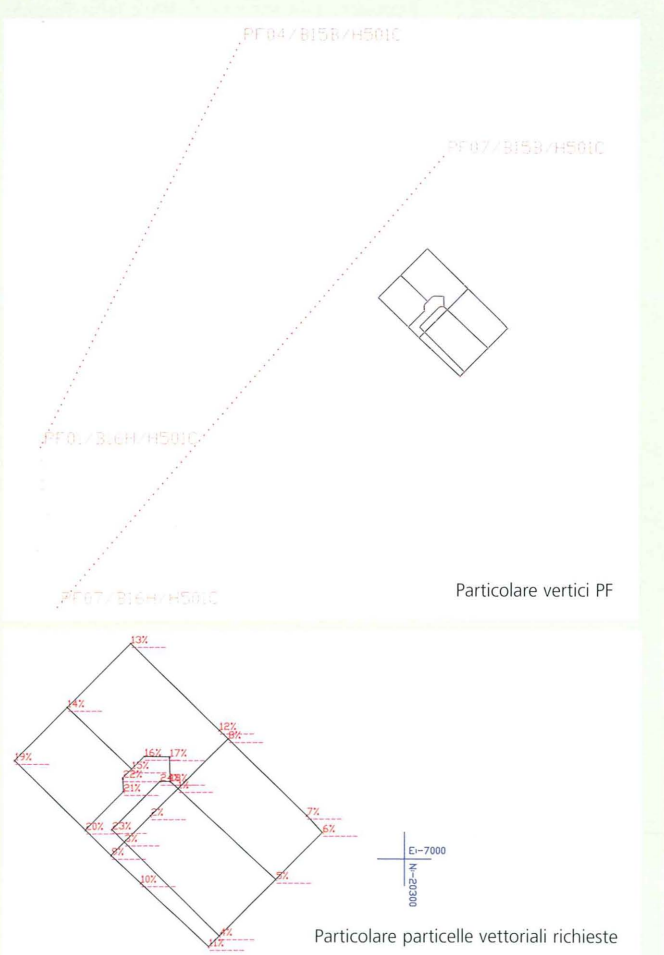 PF04/B15B/H501C
PF07/B15B/H501C
PF01/B16H/H501C
PF07/B16H/H501C
Particolare vertici PF
13%
14%
12%
8%
19%
16% 17%
15%
22%
21%
2%
7%
20% 23%
6%
3%
9%
E:-7000
10%
5%
N:-20300
4%
11%
Particolare particelle vettoriali richieste